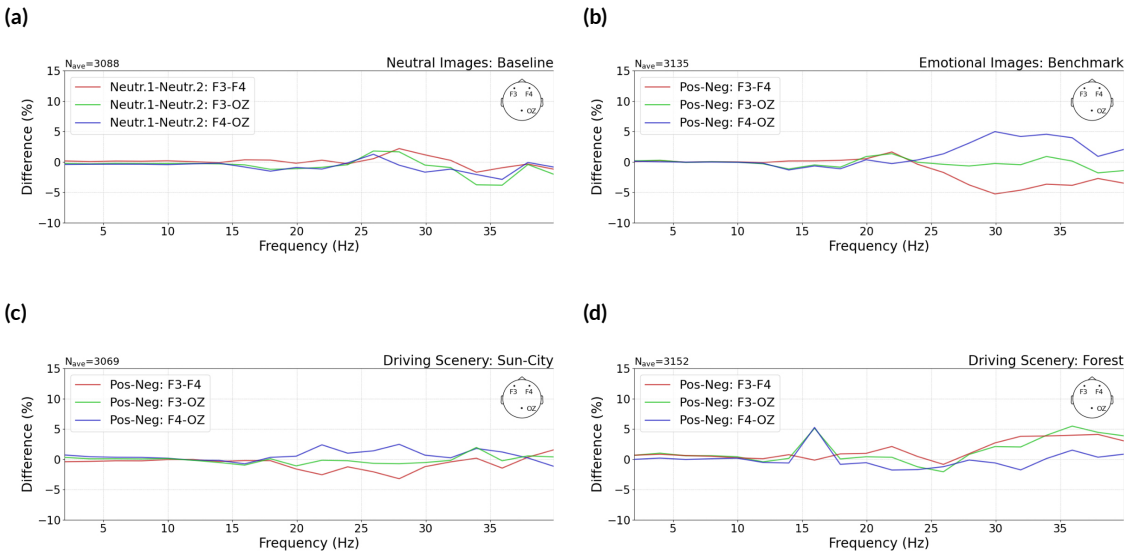 (a)
N_ave=3088
Neutral Images: Baseline
15
10
5
0
−5
−10
Difference (%)
Neutr.1-Neutr.2: F3-F4
Neutr.1-Neutr.2: F3-OZ
Neutr.1-Neutr.2: F4-OZ
F3 F4
OZ
5 10 15 20 25 30 35
Frequency (Hz)
(b)
N_ave=3135
Emotional Images: Benchmark
15
10
5
0
−5
−10
Difference (%)
Pos-Neg: F3-F4
Pos-Neg: F3-OZ
Pos-Neg: F4-OZ
F3 F4
OZ
5 10 15 20 25 30 35
Frequency (Hz)
(c)
N_ave=3069
Driving Scenery: Sun-City
15
10
5
0
−5
−10
Difference (%)
Pos-Neg: F3-F4
Pos-Neg: F3-OZ
Pos-Neg: F4-OZ
F3 F4
OZ
5 10 15 20 25 30 35
Frequency (Hz)
(d)
N_ave=3152
Driving Scenery: Forest
15
10
5
0
−5
−10
Difference (%)
Pos-Neg: F3-F4
Pos-Neg: F3-OZ
Pos-Neg: F4-OZ
F3 F4
OZ
5 10 15 20 25 30 35
Frequency (Hz)